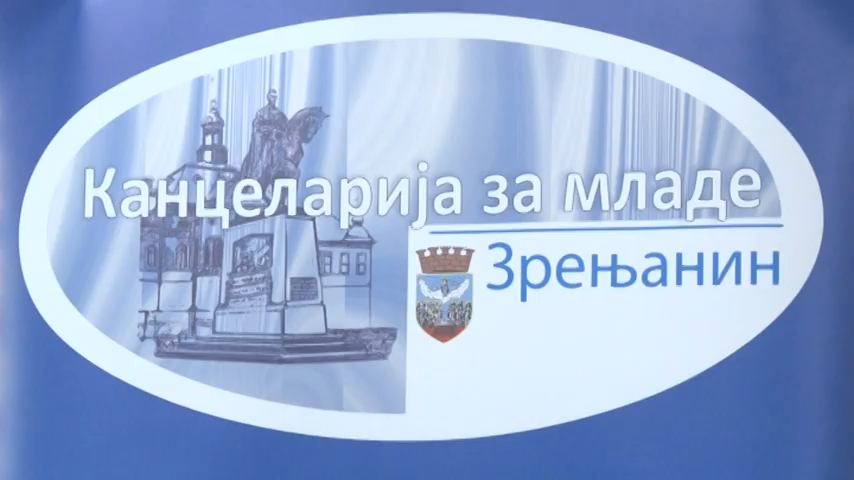 Канцеларија за младе
Зрењанин